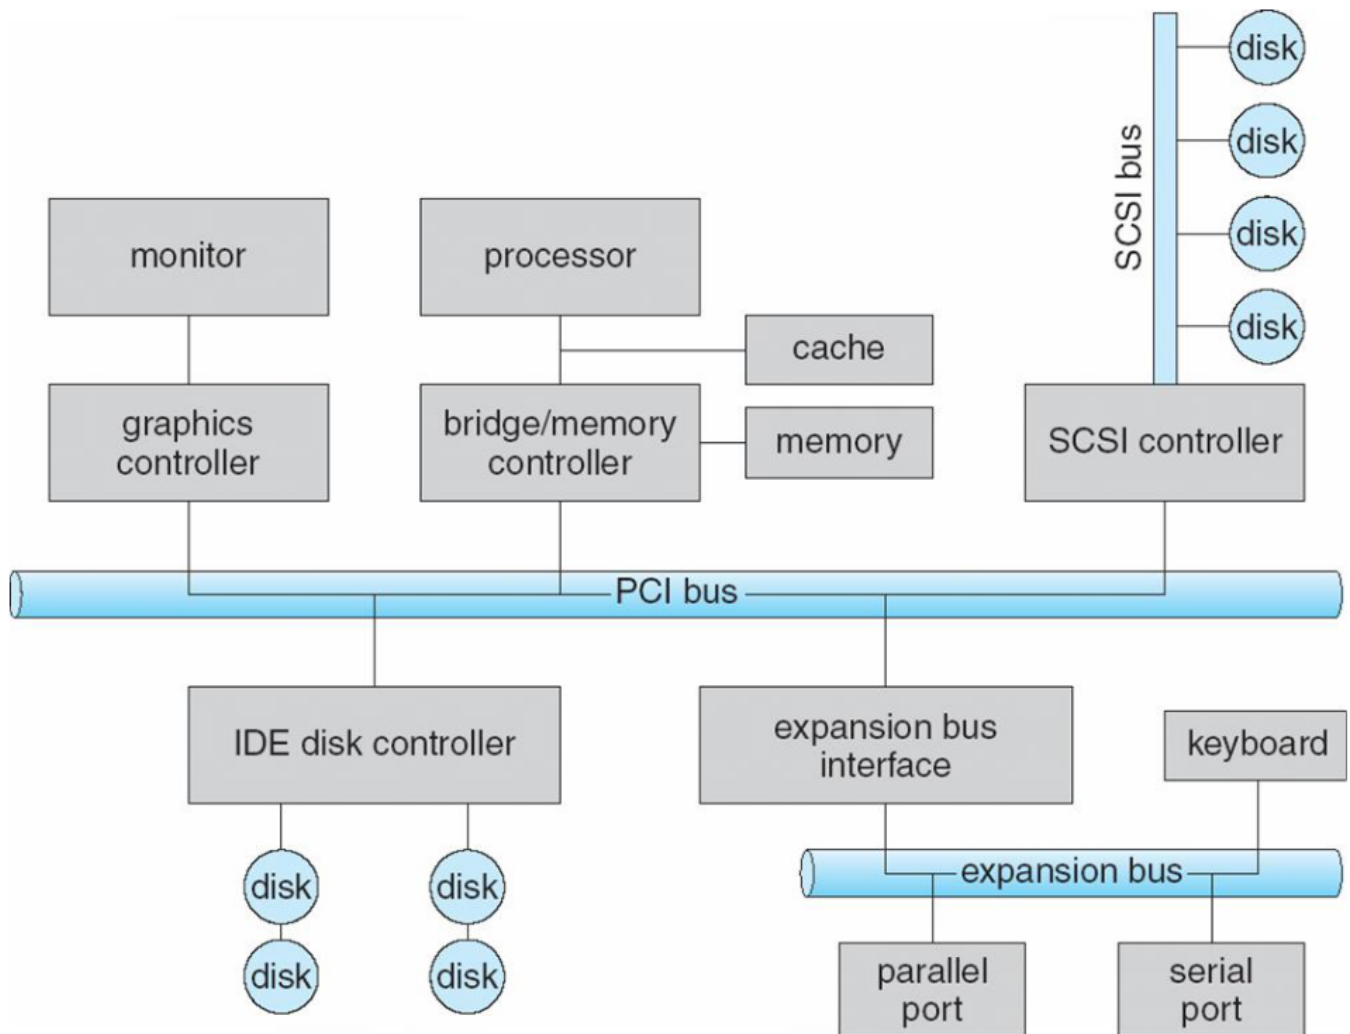 disk
disk
SCSI bus
disk
disk
monitor
processor
cache
graphics
controller
bridge/memory
controller
memory
SCSI controller
PCI bus
IDE disk controller
expansion bus
interface
keyboard
disk
disk
expansion bus
disk
disk
parallel
port
serial
port